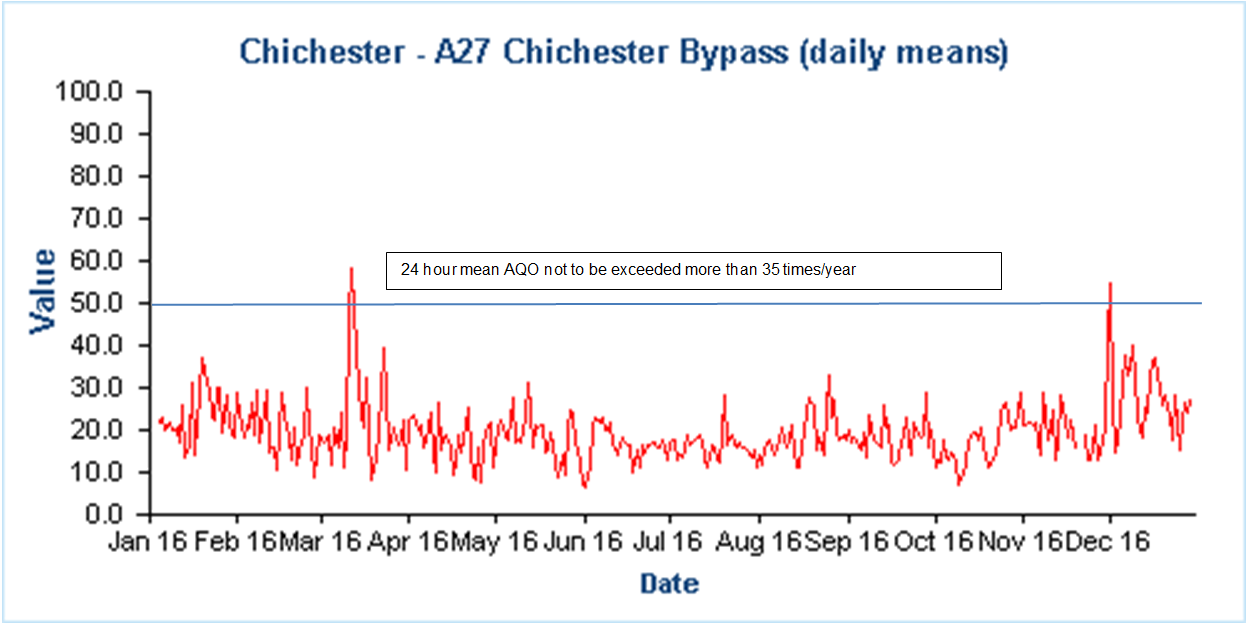 Chichester - A27 Chichester Bypass (daily means)
100.0
90.0
80.0
70.0
60.0
50.0
40.0
30.0
20.0
10.0
0.0
Value
24 hour mean AQO not to be exceeded more than 35 times/year
Jan 16 Feb 16 Mar 16 Apr 16 May 16 Jun 16 Jul 16 Aug 16 Sep 16 Oct 16 Nov 16 Dec 16
Date